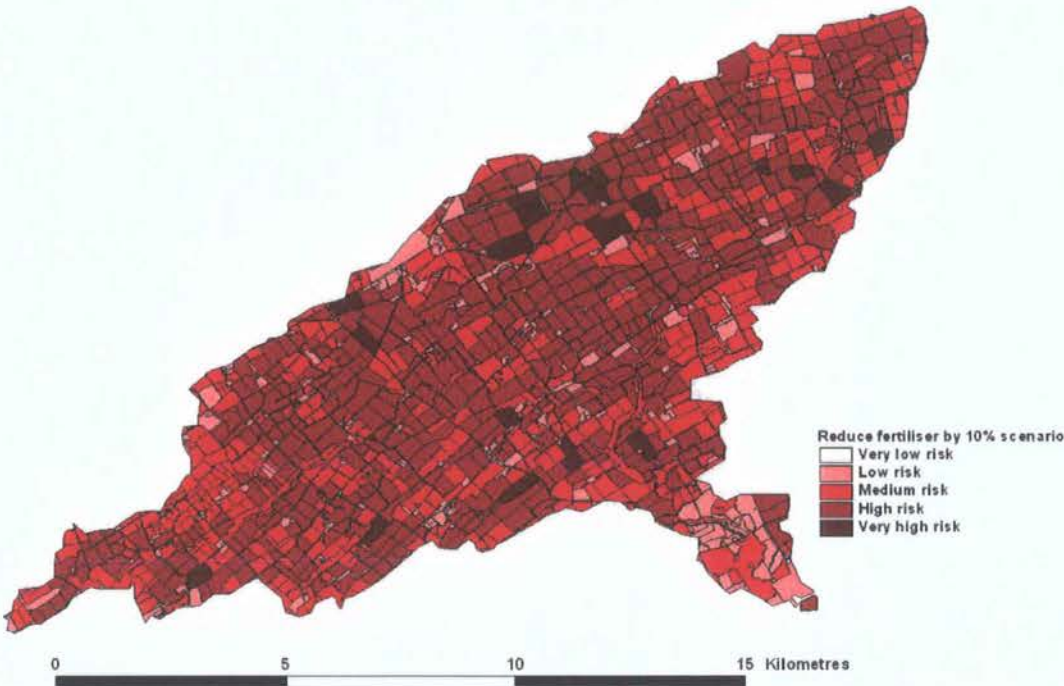 Reduce fertiliser by 10% scenario
Very low risk
Low risk
Medium risk
High risk
Very high risk
0 5 10 15 Kilometres